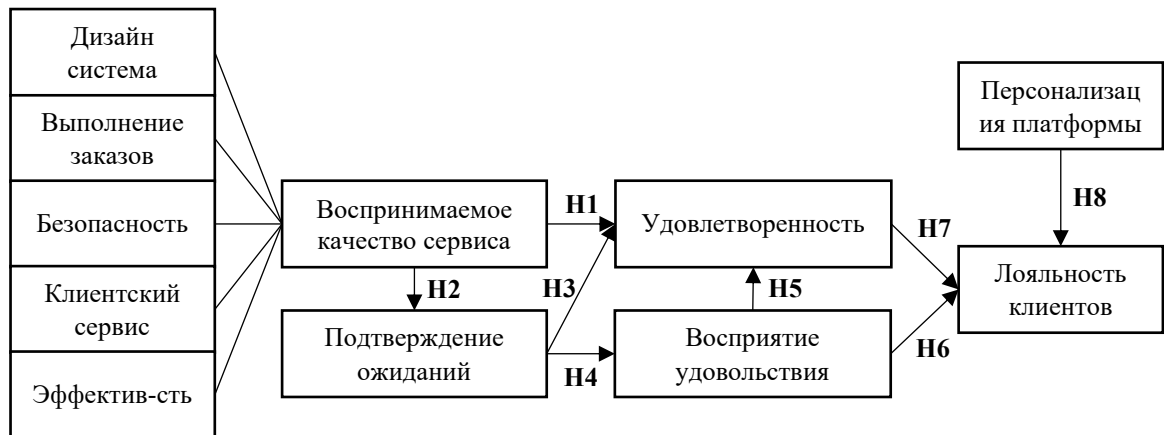 Дизайн
система
Выполнение
заказов
Безопасность
Клиентский
сервис
Эффектив-сть
Воспринимаемое
качество сервиса
H1
H2
Подтверждение
ожиданий
H3
H4
Удовлетворенность
H5
Восприятие
удовольствия
H7
H6
Персонализац
ия платформы
H8
Лояльность
клиентов